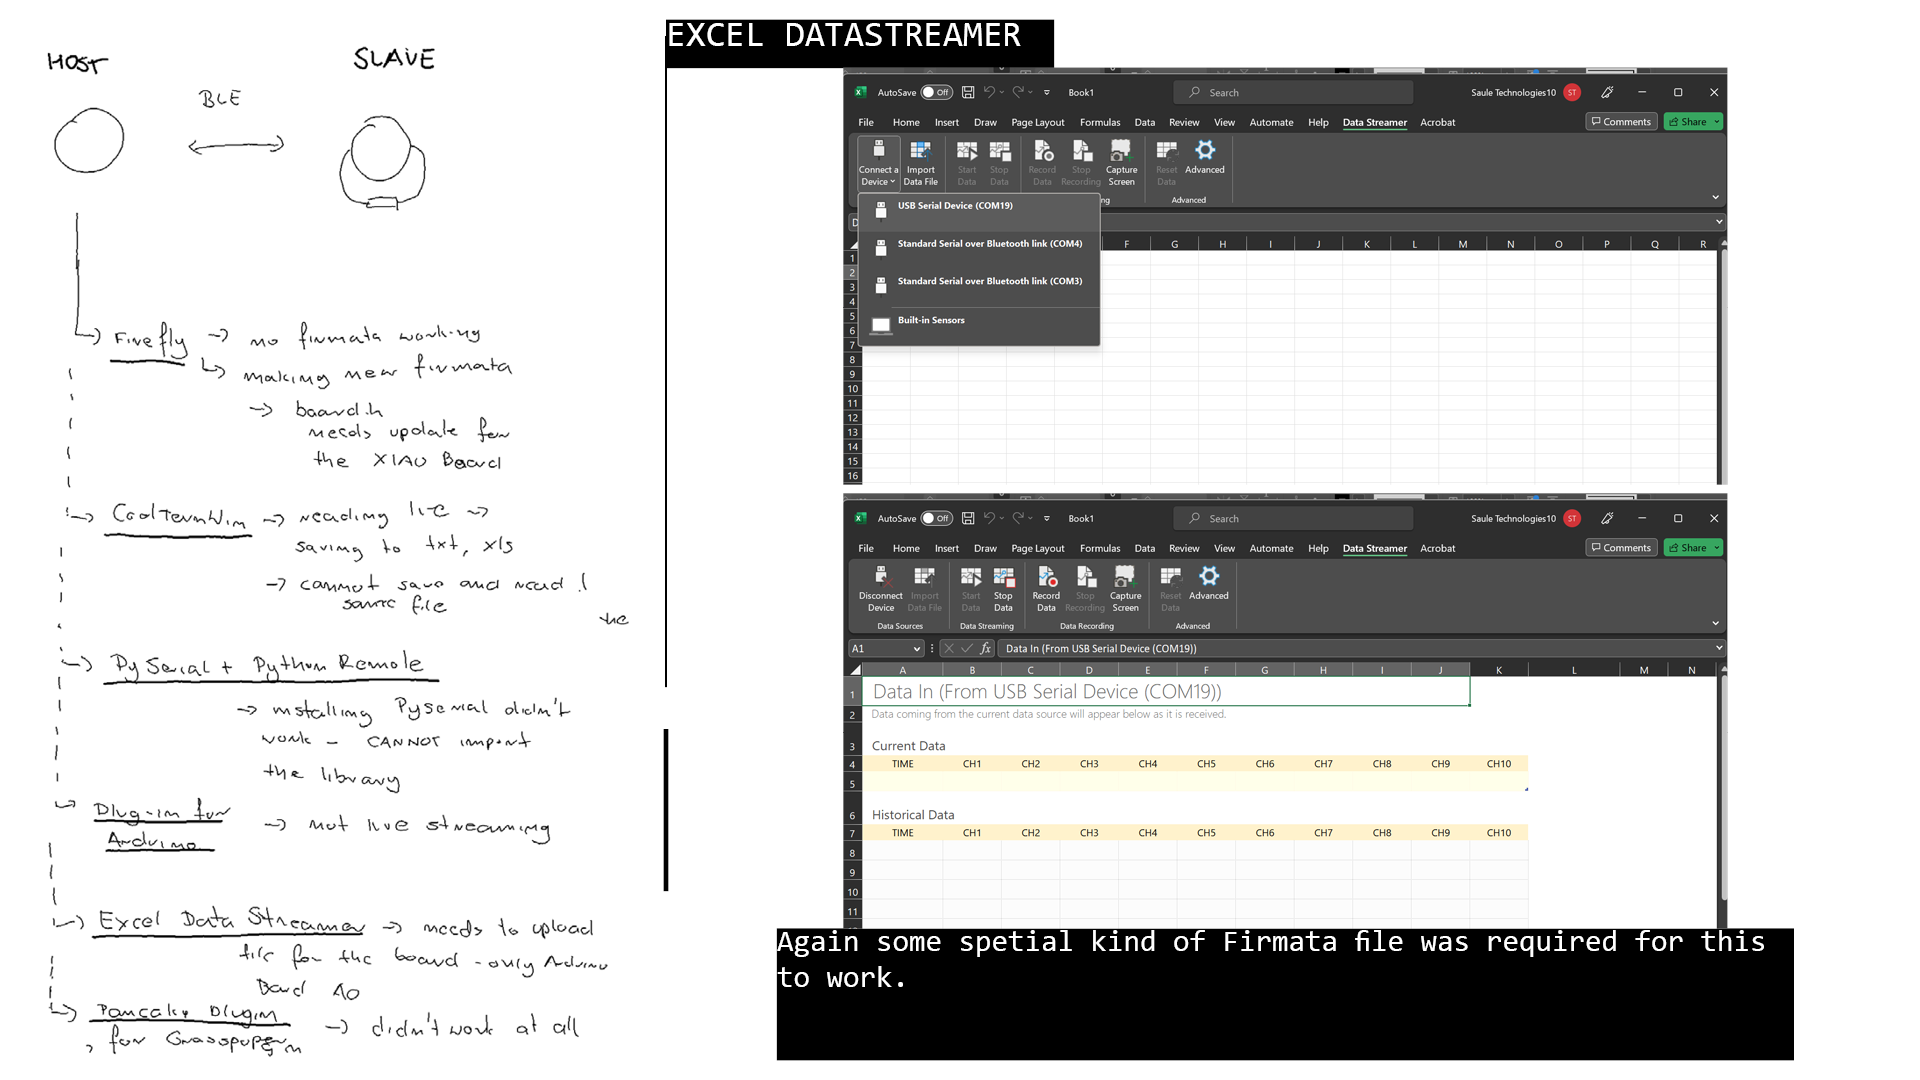 HOST
SLAVE
BLE
Firefly → no firmata working
↳ making new firmata
→ board.h
needs update for
the XIAO Board
CoolTermWin → reading live →
saving to txt, xls
→ cannot save and read !
same file
the
PySerial + Python Remote
→ installing Pyserial didn't
work - CANNOT import
the library
Plug-in for
Arduino → not live streaming
Excel Data Streamer → needs to upload
file for the board - only Arduino
Board
Pancake Plugin
for → didn't work at all
EXCEL DATASTREAMER
AutoSave Off Book1 Search Saule Technologies10 ST
File Home Insert Draw Page Layout Formulas Data Review View Automate Help Data Streamer Acrobat Comments Share
Connect a Import Start Stop Record Stop Capture Reset Advanced
Device Data File Data Data Data Recording Screen Data
ng Advanced
USB Serial Device (COM19)
Standard Serial over Bluetooth link (COM4)
Standard Serial over Bluetooth link (COM3)
Built-in Sensors
F G H I J K L M N O P Q R
1
2
3
4
5
6
7
8
9
10
11
12
13
14
15
16
AutoSave Off Book1 Search Saule Technologies10 ST
File Home Insert Draw Page Layout Formulas Data Review View Automate Help Data Streamer Acrobat Comments Share
Disconnect Import Start Stop Record Stop Capture Reset Advanced
Device Data File Data Data Data Recording Screen Data
Data Sources Data Streaming Data Recording Advanced
A1 fx Data In (From USB Serial Device (COM19))
A B C D E F G H I J K L M N
1 Data In (From USB Serial Device (COM19))
2 Data coming from the current data source will appear below as it is received.
3 Current Data
4 TIME CH1 CH2 CH3 CH4 CH5 CH6 CH7 CH8 CH9 CH10
5
6 Historical Data
7 TIME CH1 CH2 CH3 CH4 CH5 CH6 CH7 CH8 CH9 CH10
8
9
10
11
Again some spetial kind of Firmata file was required for this
to work.